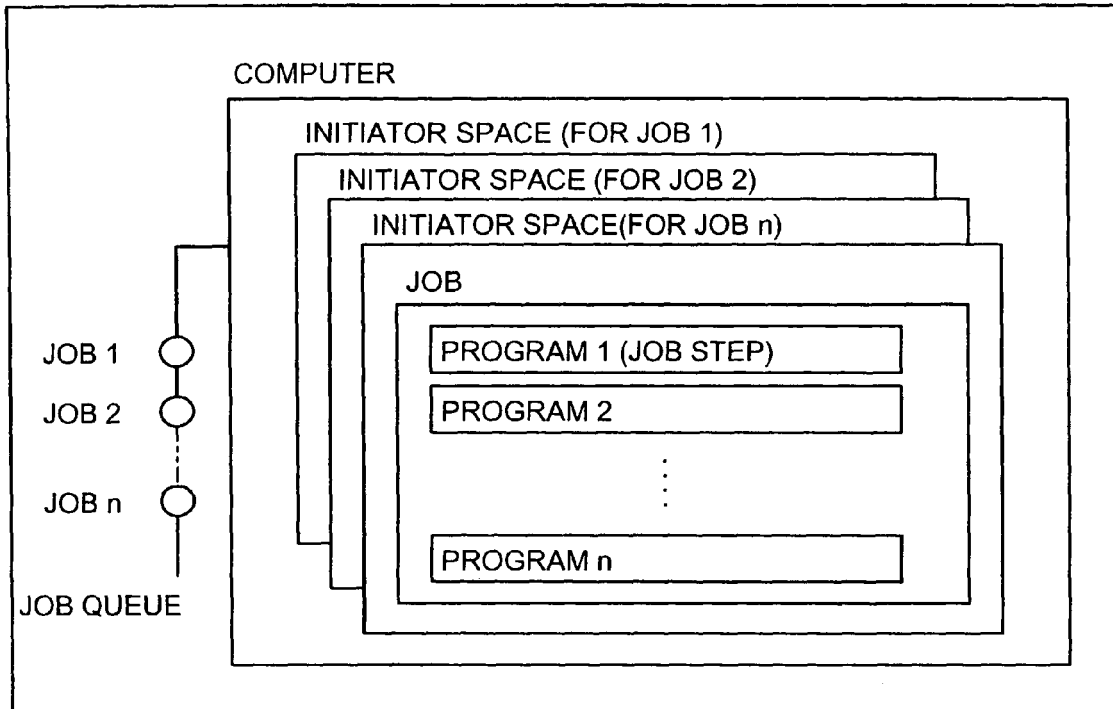 COMPUTER
INITIATOR SPACE (FOR JOB 1)
INITIATOR SPACE (FOR JOB 2)
INITIATOR SPACE(FOR JOB n)
JOB
PROGRAM 1 (JOB STEP)
PROGRAM 2
PROGRAM n
JOB 1
JOB 2
JOB n
JOB QUEUE